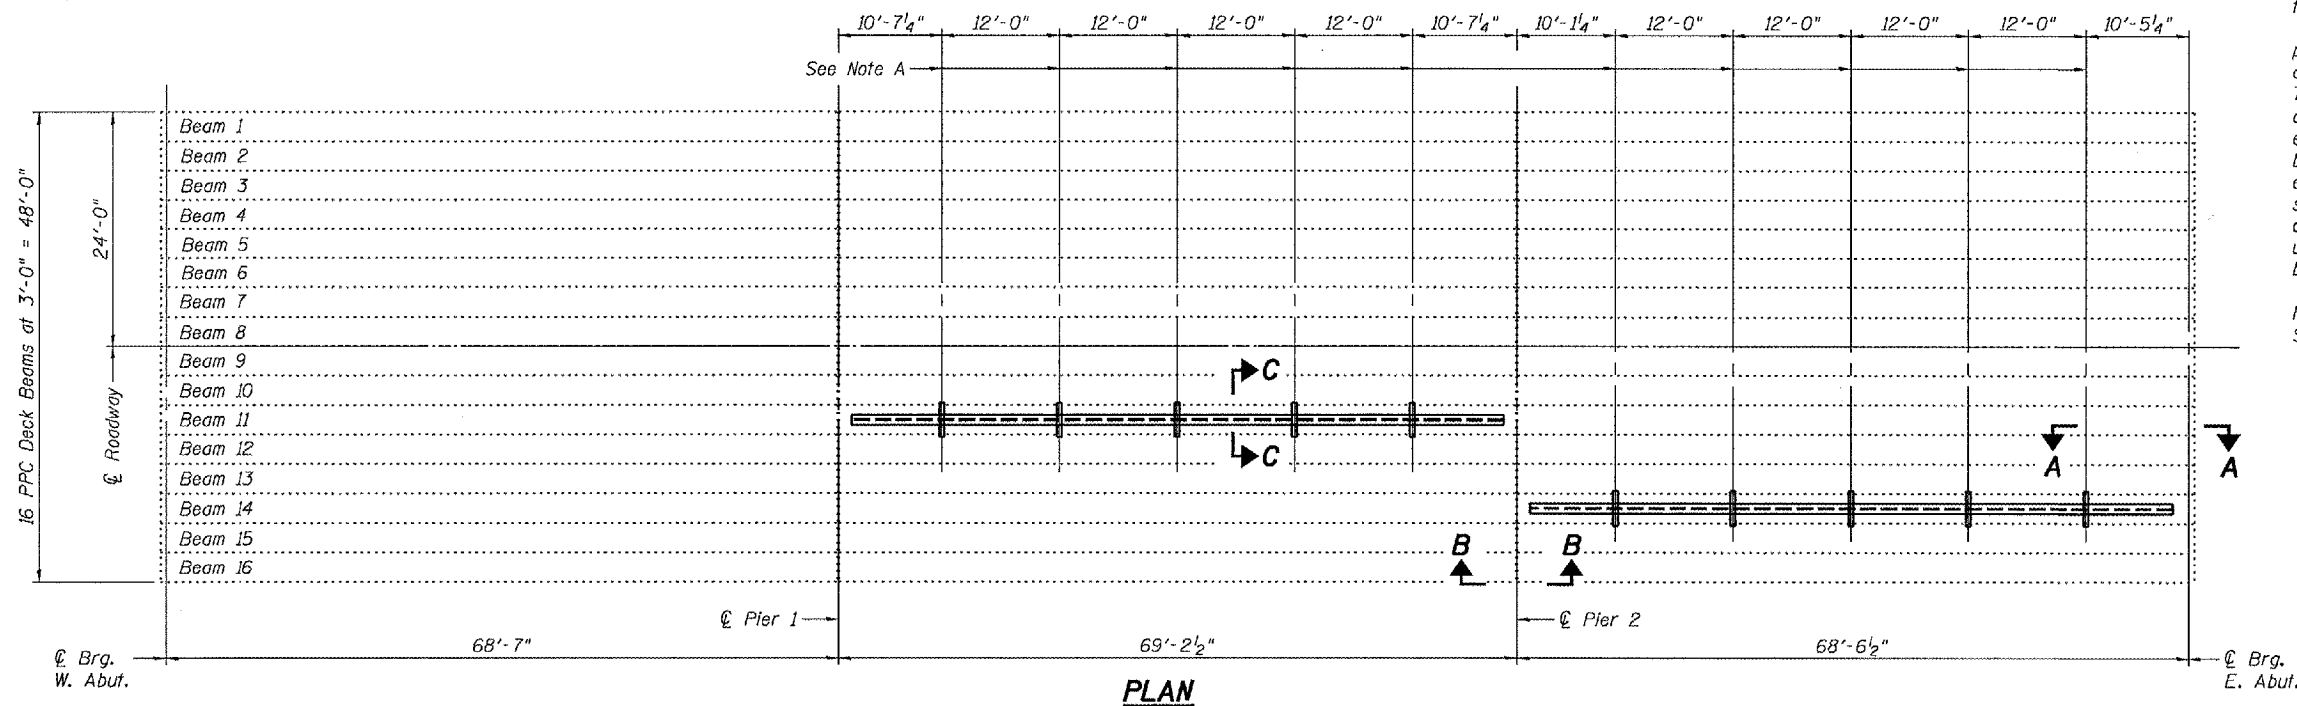 10'-7¼" 12'-0" 12'-0" 12'-0" 12'-0" 10'-7¼" 10'-1¼" 12'-0" 12'-0" 12'-0" 12'-0" 10'-5¼"
See Note A
16 PPC Deck Beams at 3'-0" = 48'-0"
24'-0"
℄ Roadway
Beam 1
Beam 2
Beam 3
Beam 4
Beam 5
Beam 6
Beam 7
Beam 8
Beam 9
Beam 10
Beam 11
Beam 12
Beam 13
Beam 14
Beam 15
Beam 16
C
C
A A
B B
℄ Pier 1
℄ Pier 2
68'-7" 69'-2½" 68'-6½"
℄ Brg.
W. Abut.
℄ Brg.
E. Abut.
PLAN